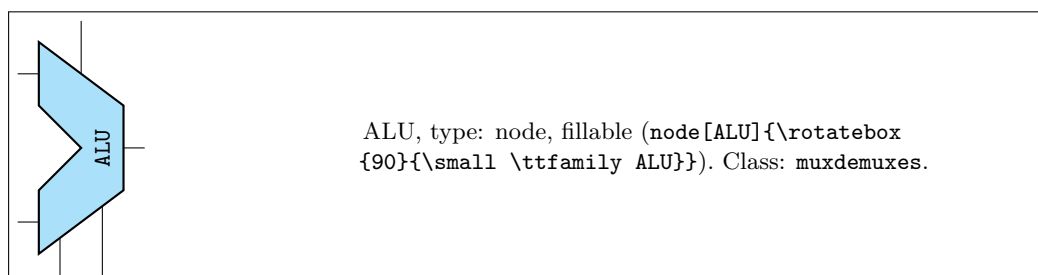 ALU
ALU, type: node, fillable (node[ALU]{\rotatebox
{90}{\small \ttfamily ALU}}). Class: muxdemuxes.